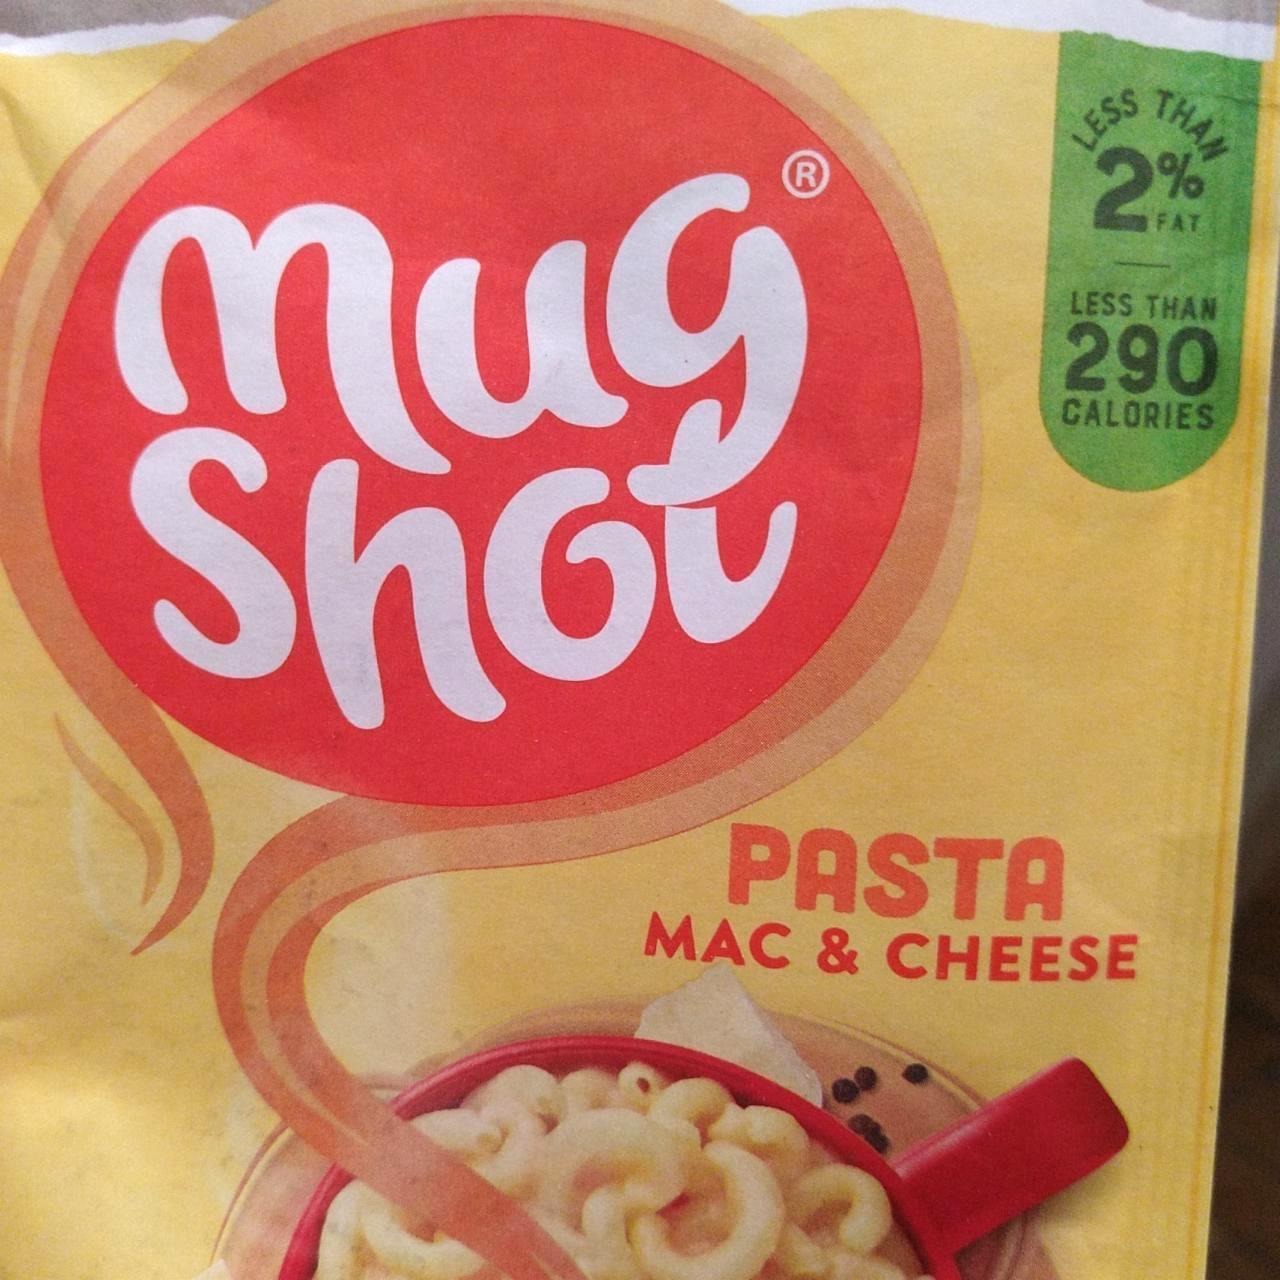 mug
Shot
®
LESS THAN
2%
FAT
LESS THAN
290
CALORIES
PASTA
MAC & CHEESE